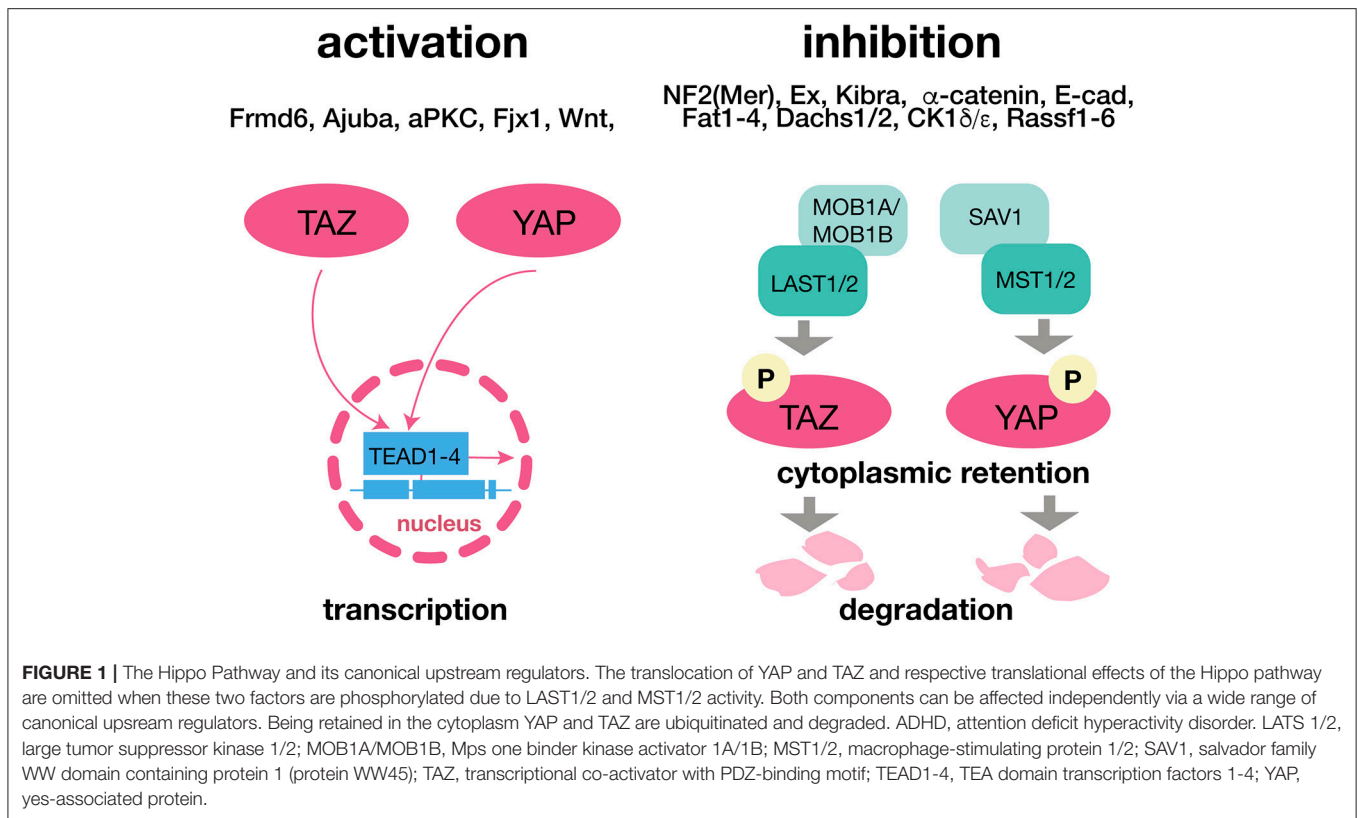 activation
inhibition
Frmd6, Ajuba, aPKC, Fjx1, Wnt,
NF2(Mer), Ex, Kibra, α-catenin, E-cad,
Fat1-4, Dachs1/2, CK1δ/ε, Rassf1-6
TAZ
YAP
TEAD1-4
nucleus
transcription
MOB1A/
MOB1B
SAV1
LAST1/2
MST1/2
P
P
TAZ
YAP
cytoplasmic retention
degradation
FIGURE 1 | The Hippo Pathway and its canonical upstream regulators. The translocation of YAP and TAZ and respective translational effects of the Hippo pathway
are omitted when these two factors are phosphorylated due to LAST1/2 and MST1/2 activity. Both components can be affected independently via a wide range of
canonical upsream regulators. Being retained in the cytoplasm YAP and TAZ are ubiquitinated and degraded. ADHD, attention deficit hyperactivity disorder. LATS 1/2,
large tumor suppressor kinase 1/2; MOB1A/MOB1B, Mps one binder kinase activator 1A/1B; MST1/2, macrophage-stimulating protein 1/2; SAV1, salvador family
WW domain containing protein 1 (protein WW45); TAZ, transcriptional co-activator with PDZ-binding motif; TEAD1-4, TEA domain transcription factors 1-4; YAP,
yes-associated protein.